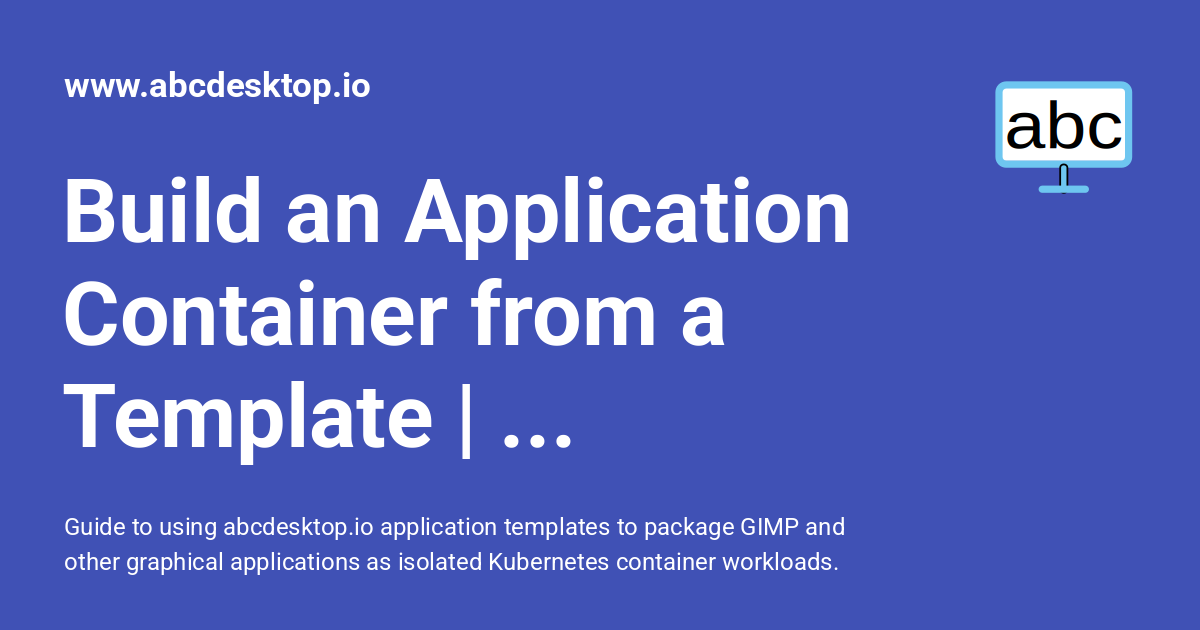 www.abcdesktop.io
abc
Build an Application
Container from a
Template | ...
Guide to using abcdesktop.io application templates to package GIMP and
other graphical applications as isolated Kubernetes container workloads.